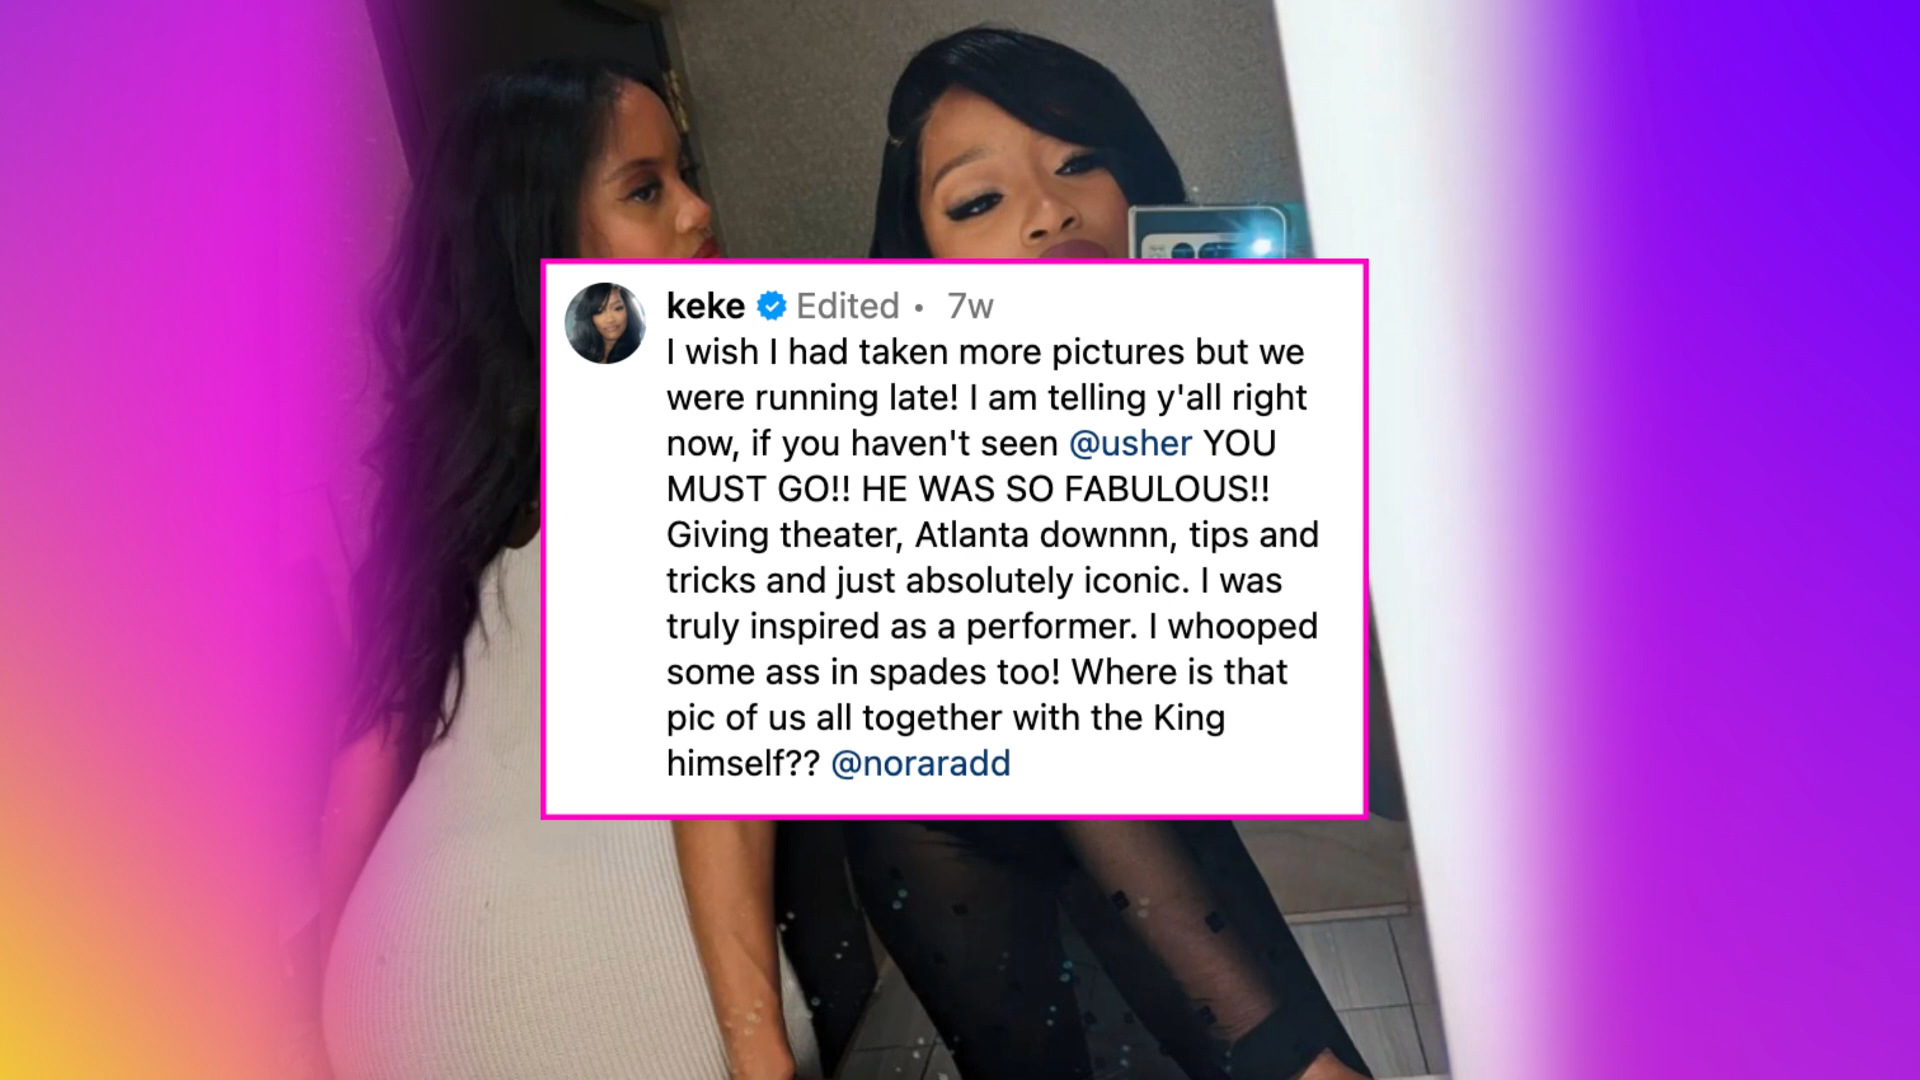 keke Edited • 7w
I wish I had taken more pictures but we
were running late! I am telling y'all right
now, if you haven't seen @usher YOU
MUST GO!! HE WAS SO FABULOUS!!
Giving theater, Atlanta downnn, tips and
tricks and just absolutely iconic. I was
truly inspired as a performer. I whooped
some ass in spades too! Where is that
pic of us all together with the King
himself?? @noraradd